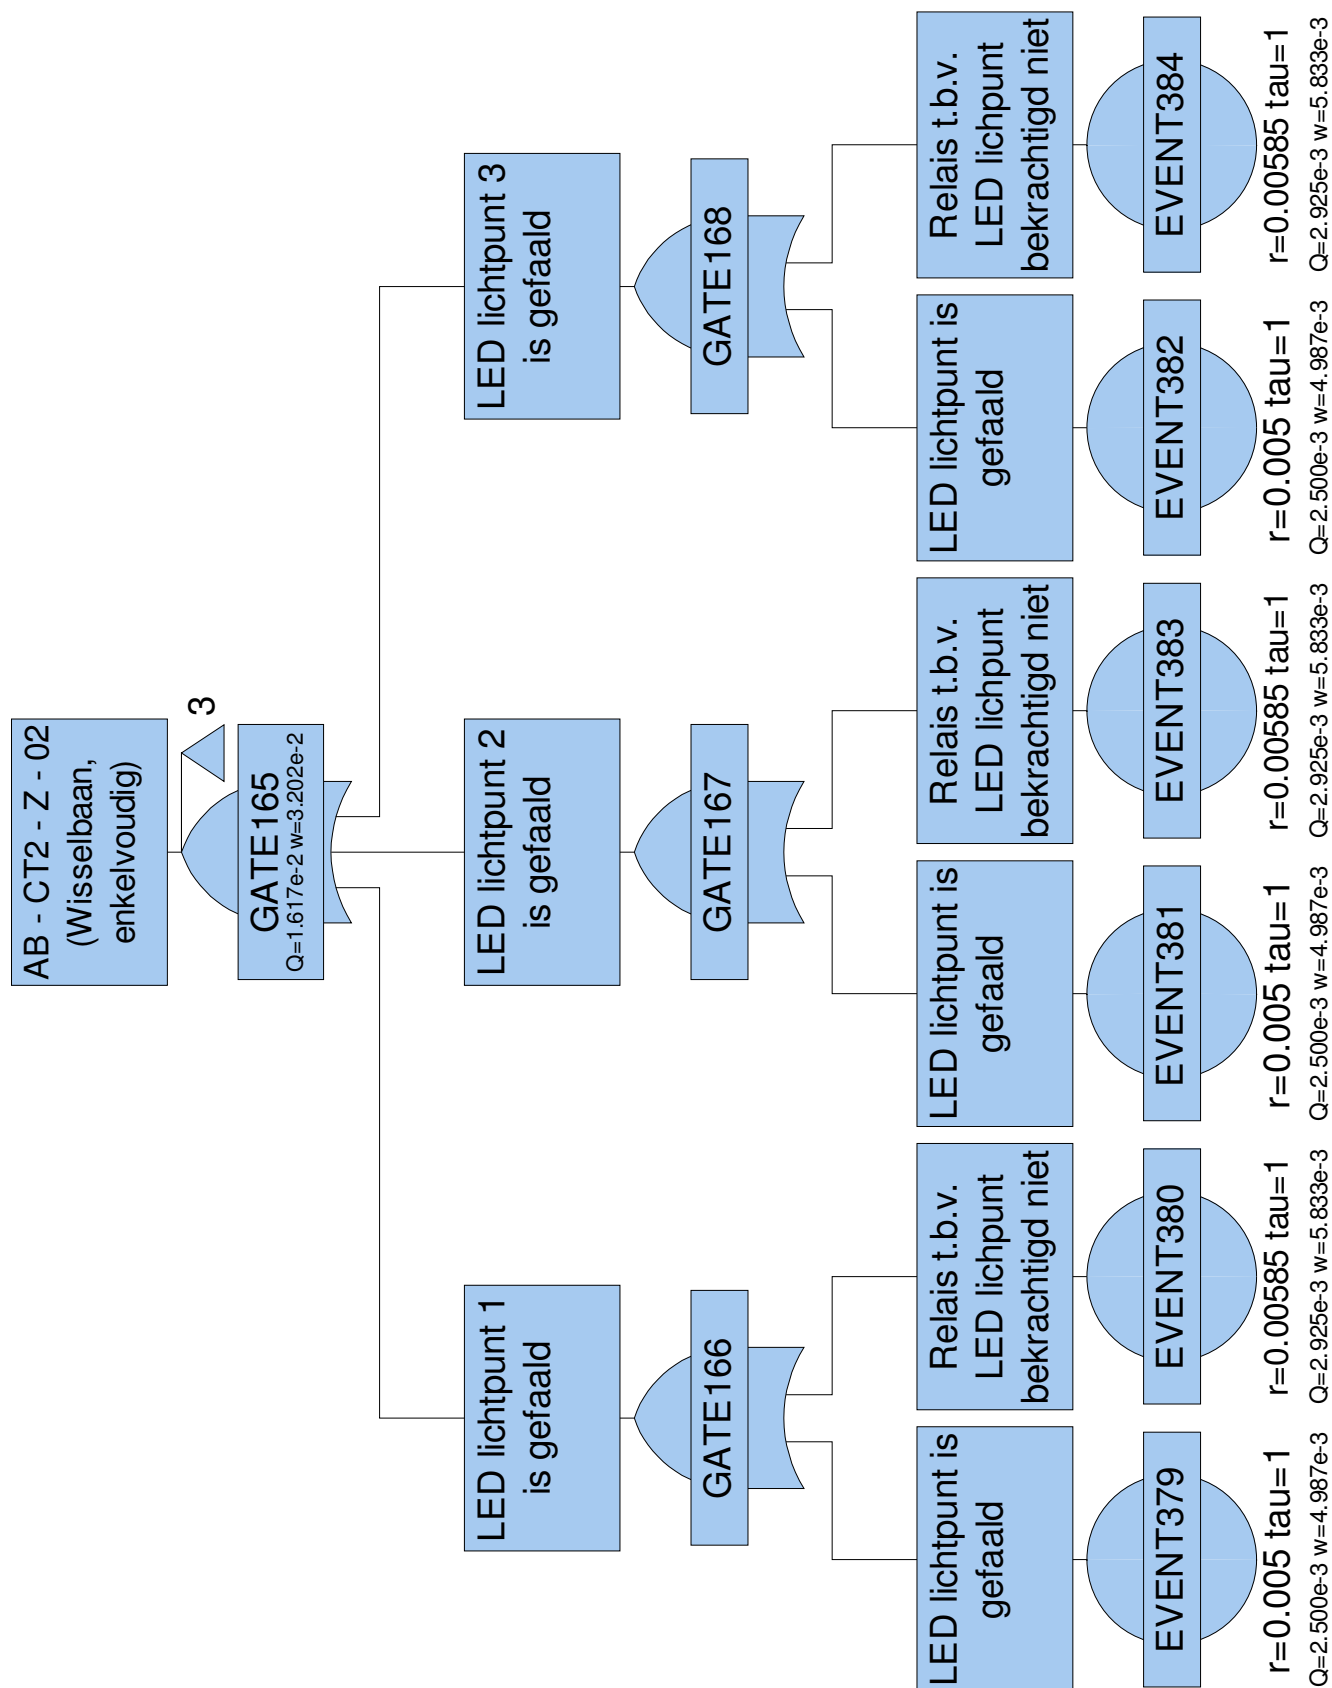 AB - CT2 - Z - 02
(Wisselbaan,
enkelvoudig)
3
GATE165
Q=1.617e-2 w=3.202e-2
LED lichtpunt 1
is gefaald
GATE166
LED lichtpunt 2
is gefaald
GATE167
LED lichtpunt 3
is gefaald
GATE168
LED lichtpunt is
gefaald
EVENT379
r=0.005 tau=1
Q=2.500e-3 w=4.987e-3
Relais t.b.v.
LED lichpunt
bekrachtigd niet
EVENT380
r=0.00585 tau=1
Q=2.925e-3 w=5.833e-3
LED lichtpunt is
gefaald
EVENT381
r=0.005 tau=1
Q=2.500e-3 w=4.987e-3
Relais t.b.v.
LED lichpunt
bekrachtigd niet
EVENT383
r=0.00585 tau=1
Q=2.925e-3 w=5.833e-3
LED lichtpunt is
gefaald
EVENT382
r=0.005 tau=1
Q=2.500e-3 w=4.987e-3
Relais t.b.v.
LED lichpunt
bekrachtigd niet
EVENT384
r=0.00585 tau=1
Q=2.925e-3 w=5.833e-3